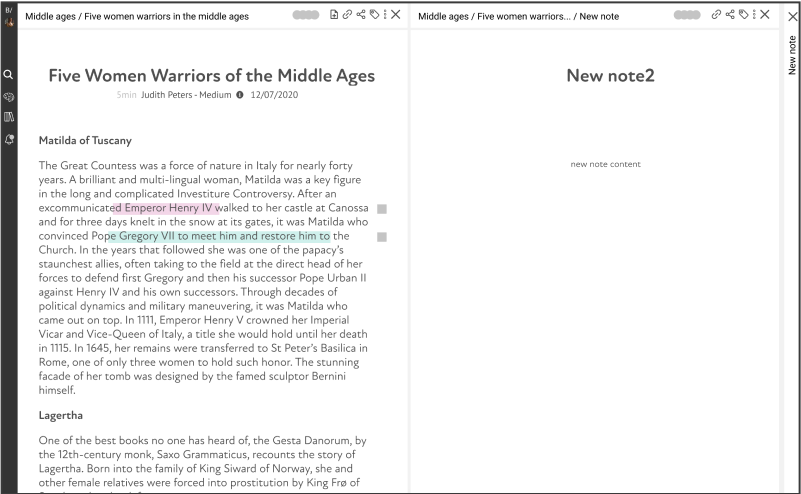 B/
Middle ages / Five women warriors in the middle ages
Five Women Warriors of the Middle Ages
5min Judith Peters - Medium 12/07/2020
Matilda of Tuscany
The Great Countess was a force of nature in Italy for nearly forty
years. A brilliant and multi-lingual woman, Matilda was a key figure
in the long and complicated Investiture Controversy. After an
excommunicated Emperor Henry IV walked to her castle at Canossa
and for three days knelt in the snow at its gates, it was Matilda who
convinced Pope Gregory VII to meet him and restore him to the
Church. In the years that followed she was one of the papacy's
staunchest allies, often taking to the field at the direct head of her
forces to defend first Gregory and then his successor Pope Urban II
against Henry IV and his own successors. Through decades of
political dynamics and military maneuvering, it was Matilda who
came out on top. In 1111, Emperor Henry V crowned her Imperial
Vicar and Vice-Queen of Italy, a title she would hold until her death
in 1115. In 1645, her remains were transferred to St Peter's Basilica in
Rome, one of only three women to hold such honor. The stunning
facade of her tomb was designed by the famed sculptor Bernini
himself.
Lagertha
One of the best books no one has heard of, the Gesta Danorum, by
the 12th-century monk, Saxo Grammaticus, recounts the story of
Lagertha. Born into the family of King Siward of Norway, she and
other female relatives were forced into prostitution by King Frø of
Middle ages / Five women warriors... / New note
New note2
new note content
New note